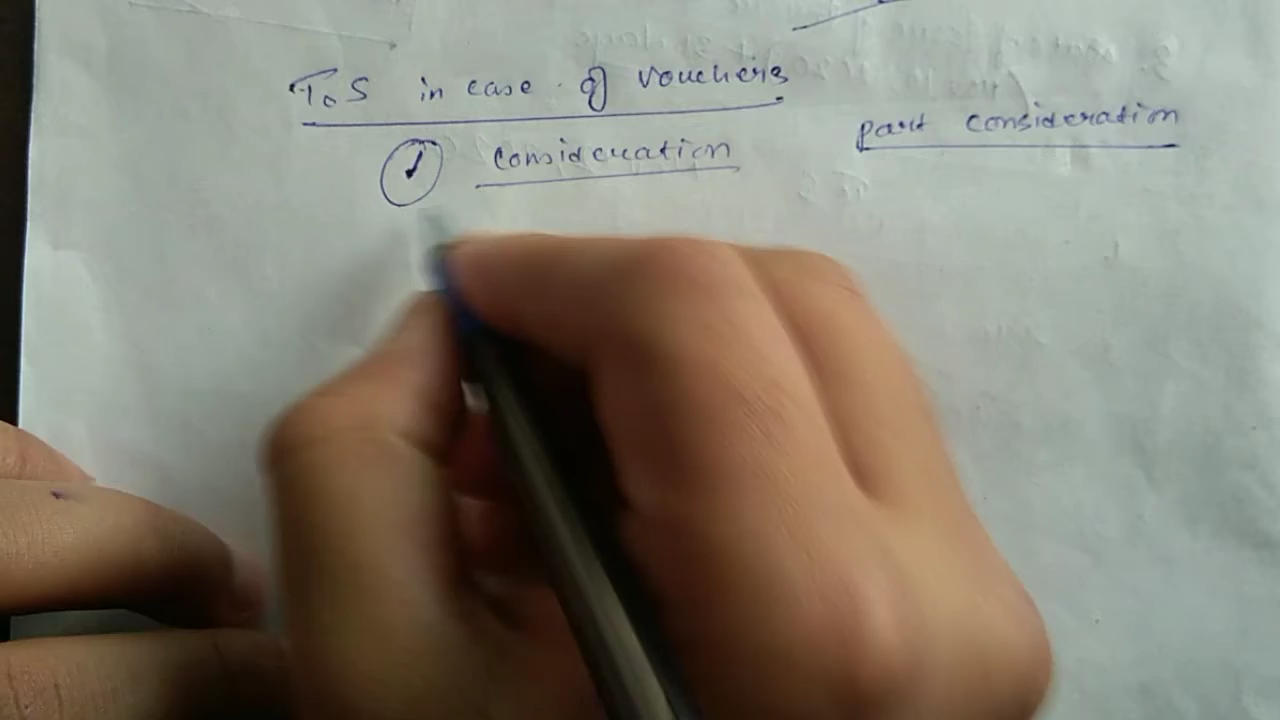 ToS in case of vouchers
part consideration
1 consideration